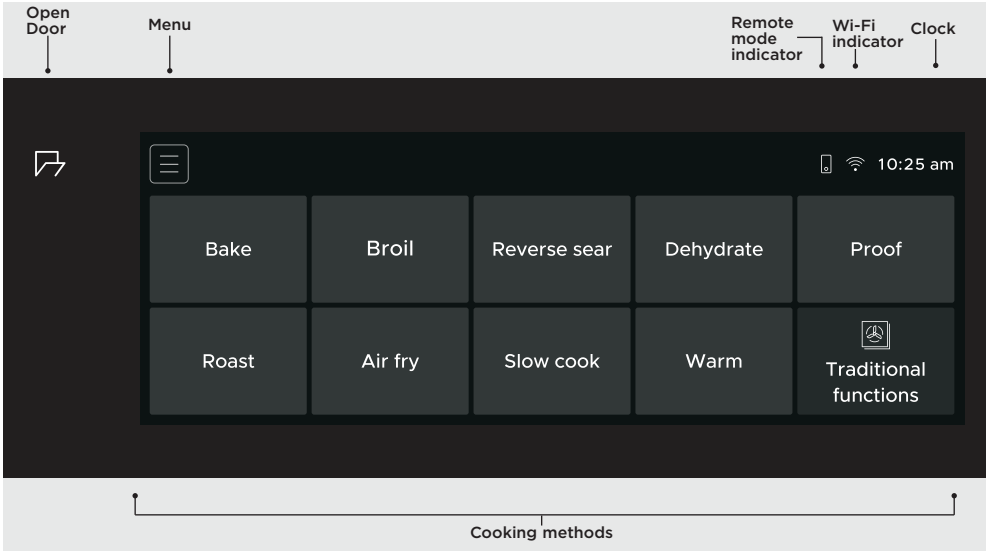 Open
Door
Menu
Remote
mode
indicator
Wi-Fi
indicator
Clock
10:25 am
Bake
Broil
Reverse sear
Dehydrate
Proof
Roast
Air fry
Slow cook
Warm
Traditional
functions
Cooking methods